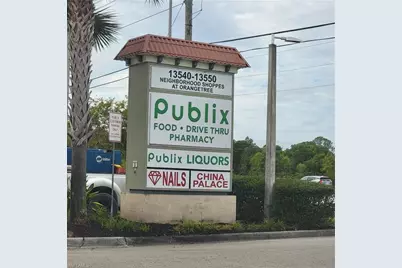 13540-13550
NEIGHBORHOOD SHOPPES
AT ORANGETREE
Publix
FOOD • DRIVE THRU
PHARMACY
Publix LIQUORS
NAILS
CHINA
PALACE